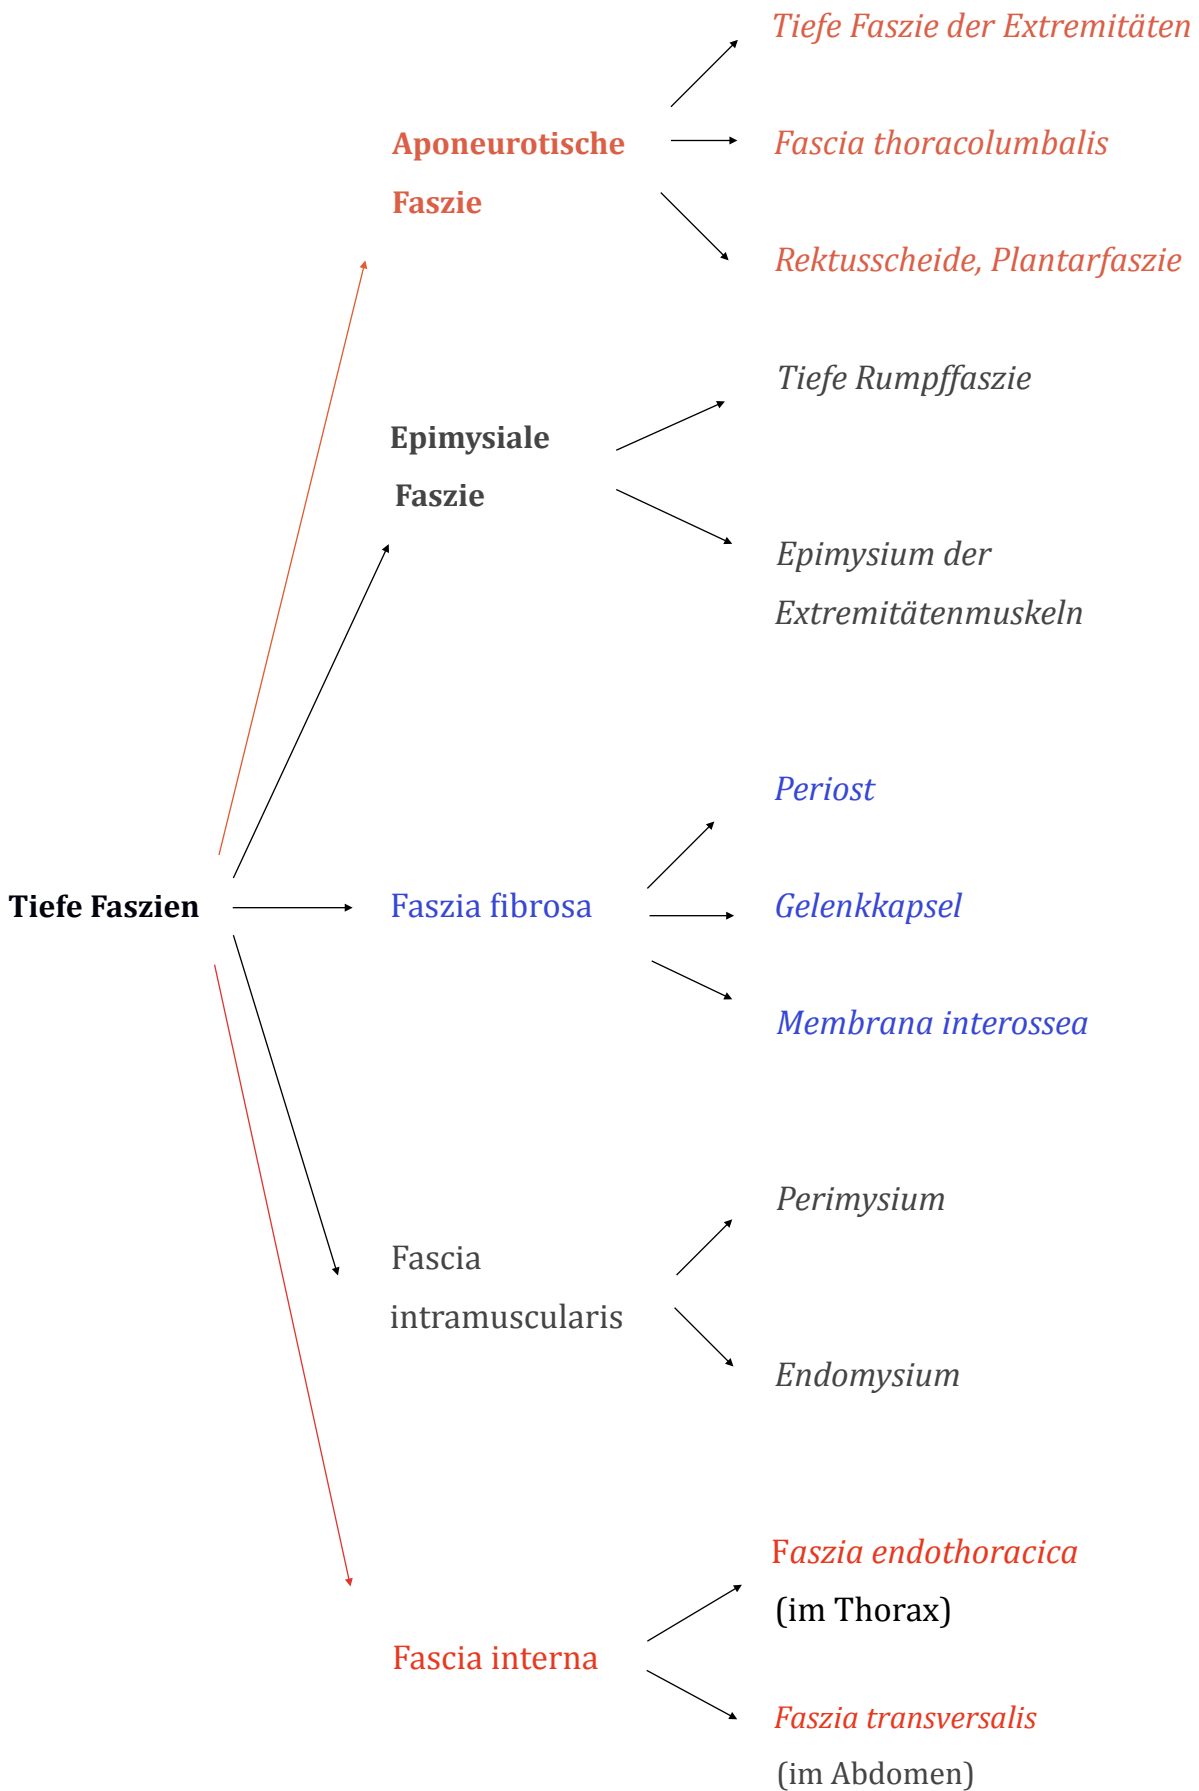 Tiefe Faszie der Extremitäten
Aponeurotische
Faszie
Fascia thoracolumbalis
Rektusscheide, Plantarfaszie
Tiefe Rumpffaszie
Epimysiale
Faszie
Epimysium der
Extremitätenmuskeln
Periost
Tiefe Faszien
Faszia fibrosa
Gelenkkapsel
Membrana interossea
Perimysium
Fascia
intramuscularis
Endomysium
Faszia endothoracica
(im Thorax)
Fascia interna
Faszia transversalis
(im Abdomen)